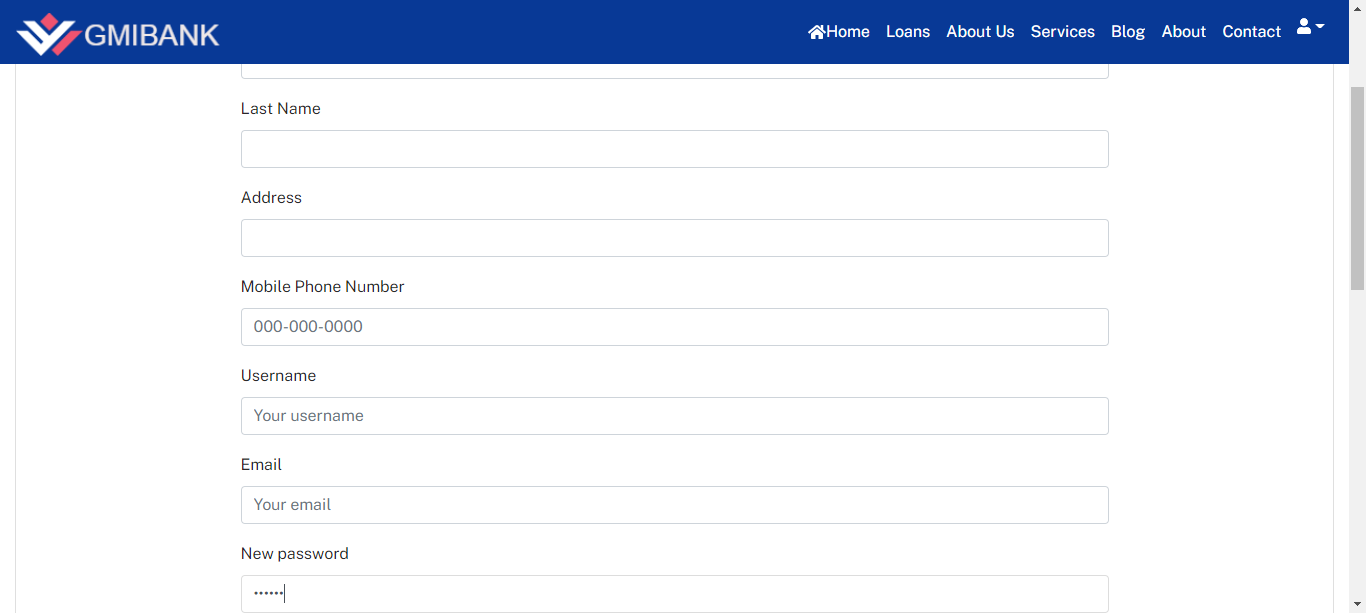 GMIBANK
Home Loans About Us Services Blog About Contact
Last Name
Address
Mobile Phone Number
000-000-0000
Username
Your username
Email
Your email
New password
••••••